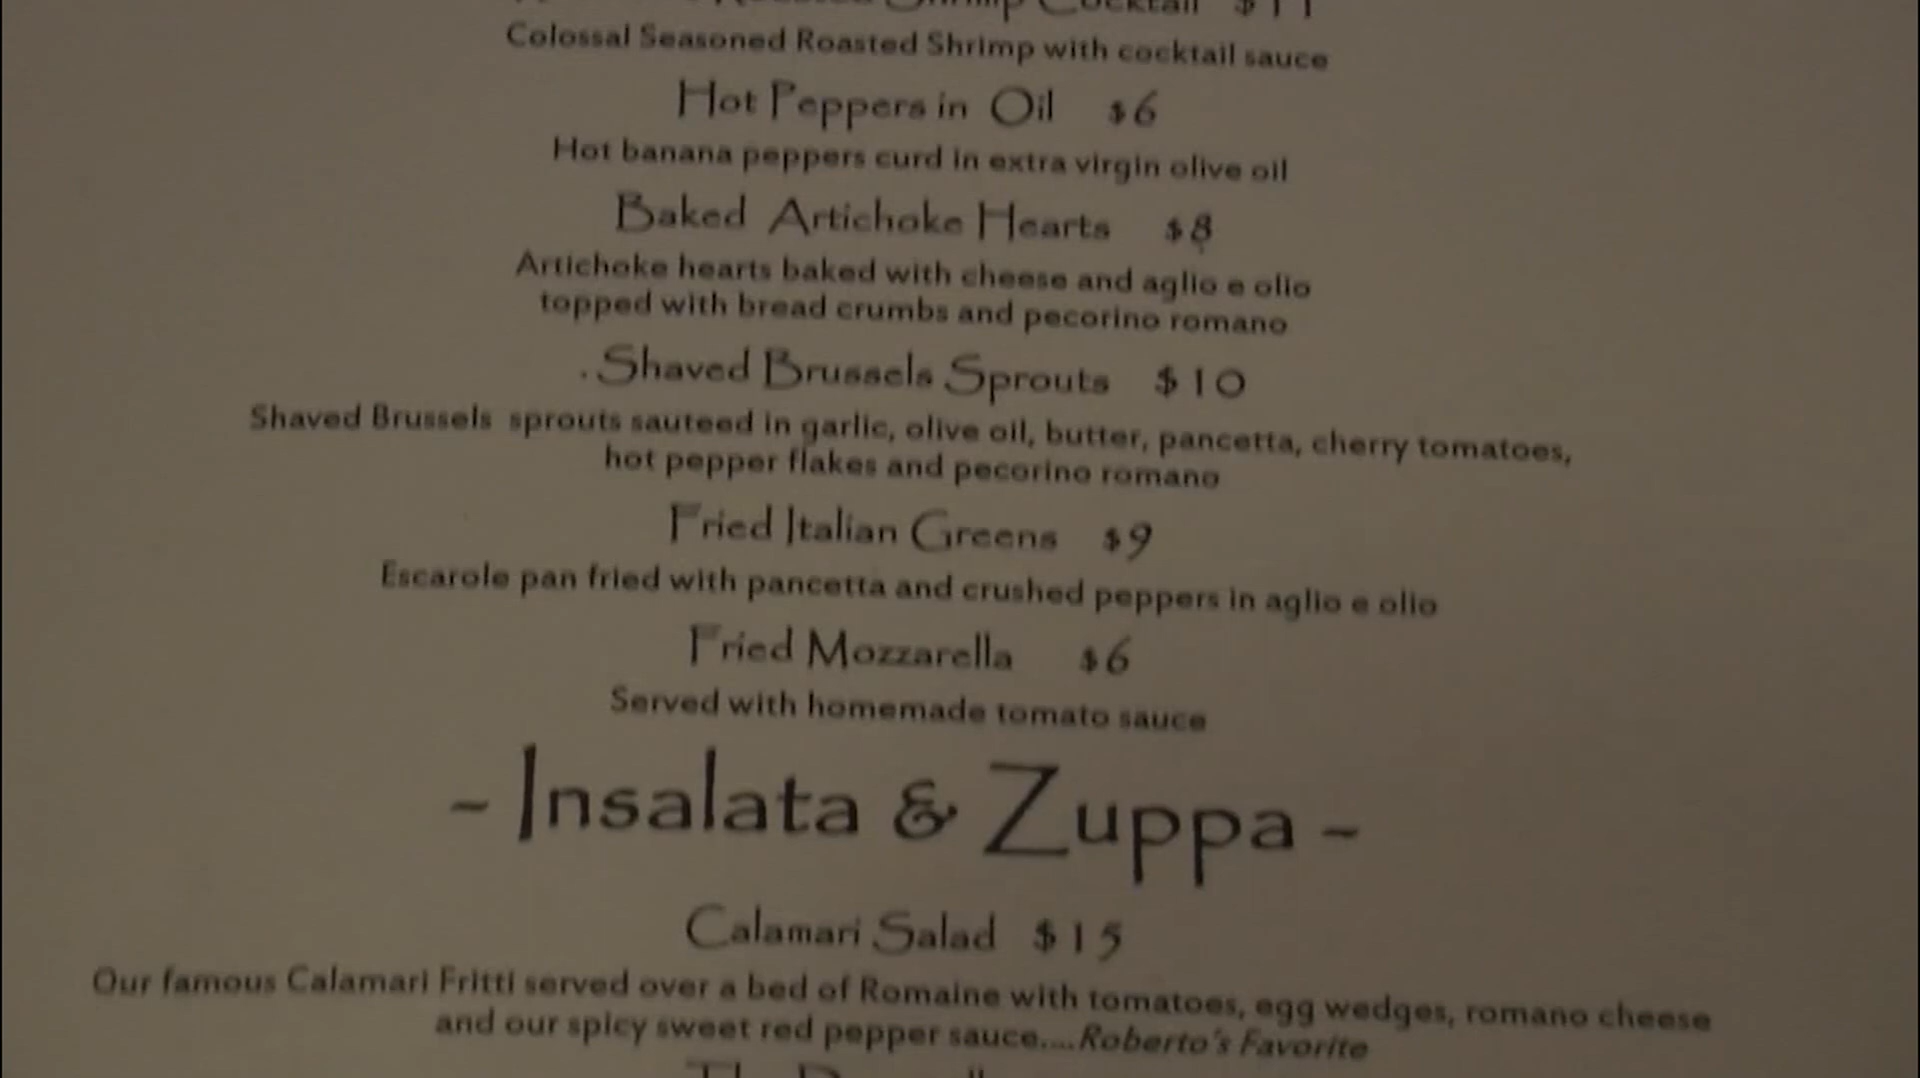 Roasted Shrimp Cocktail $11
Colossal Seasoned Roasted Shrimp with cocktail sauce
Hot Peppers in Oil $6
Hot banana peppers curd in extra virgin olive oil
Baked Artichoke Hearts $8
Artichoke hearts baked with cheese and aglio e olio
topped with bread crumbs and pecorino romano
.Shaved Brussels Sprouts $10
Shaved Brussels sprouts sauteed in garlic, olive oil, butter, pancetta, cherry tomatoes,
hot pepper flakes and pecorino romano
Fried Italian Greens $9
Escarole pan fried with pancetta and crushed peppers in aglio e olio
Fried Mozzarella $6
Served with homemade tomato sauce
~ Insalata & Zuppa ~
Calamari Salad $15
Our famous Calamari Fritti served over a bed of Romaine with tomatoes, egg wedges, romano cheese
and our spicy sweet red pepper sauce....Roberto's Favorite
The